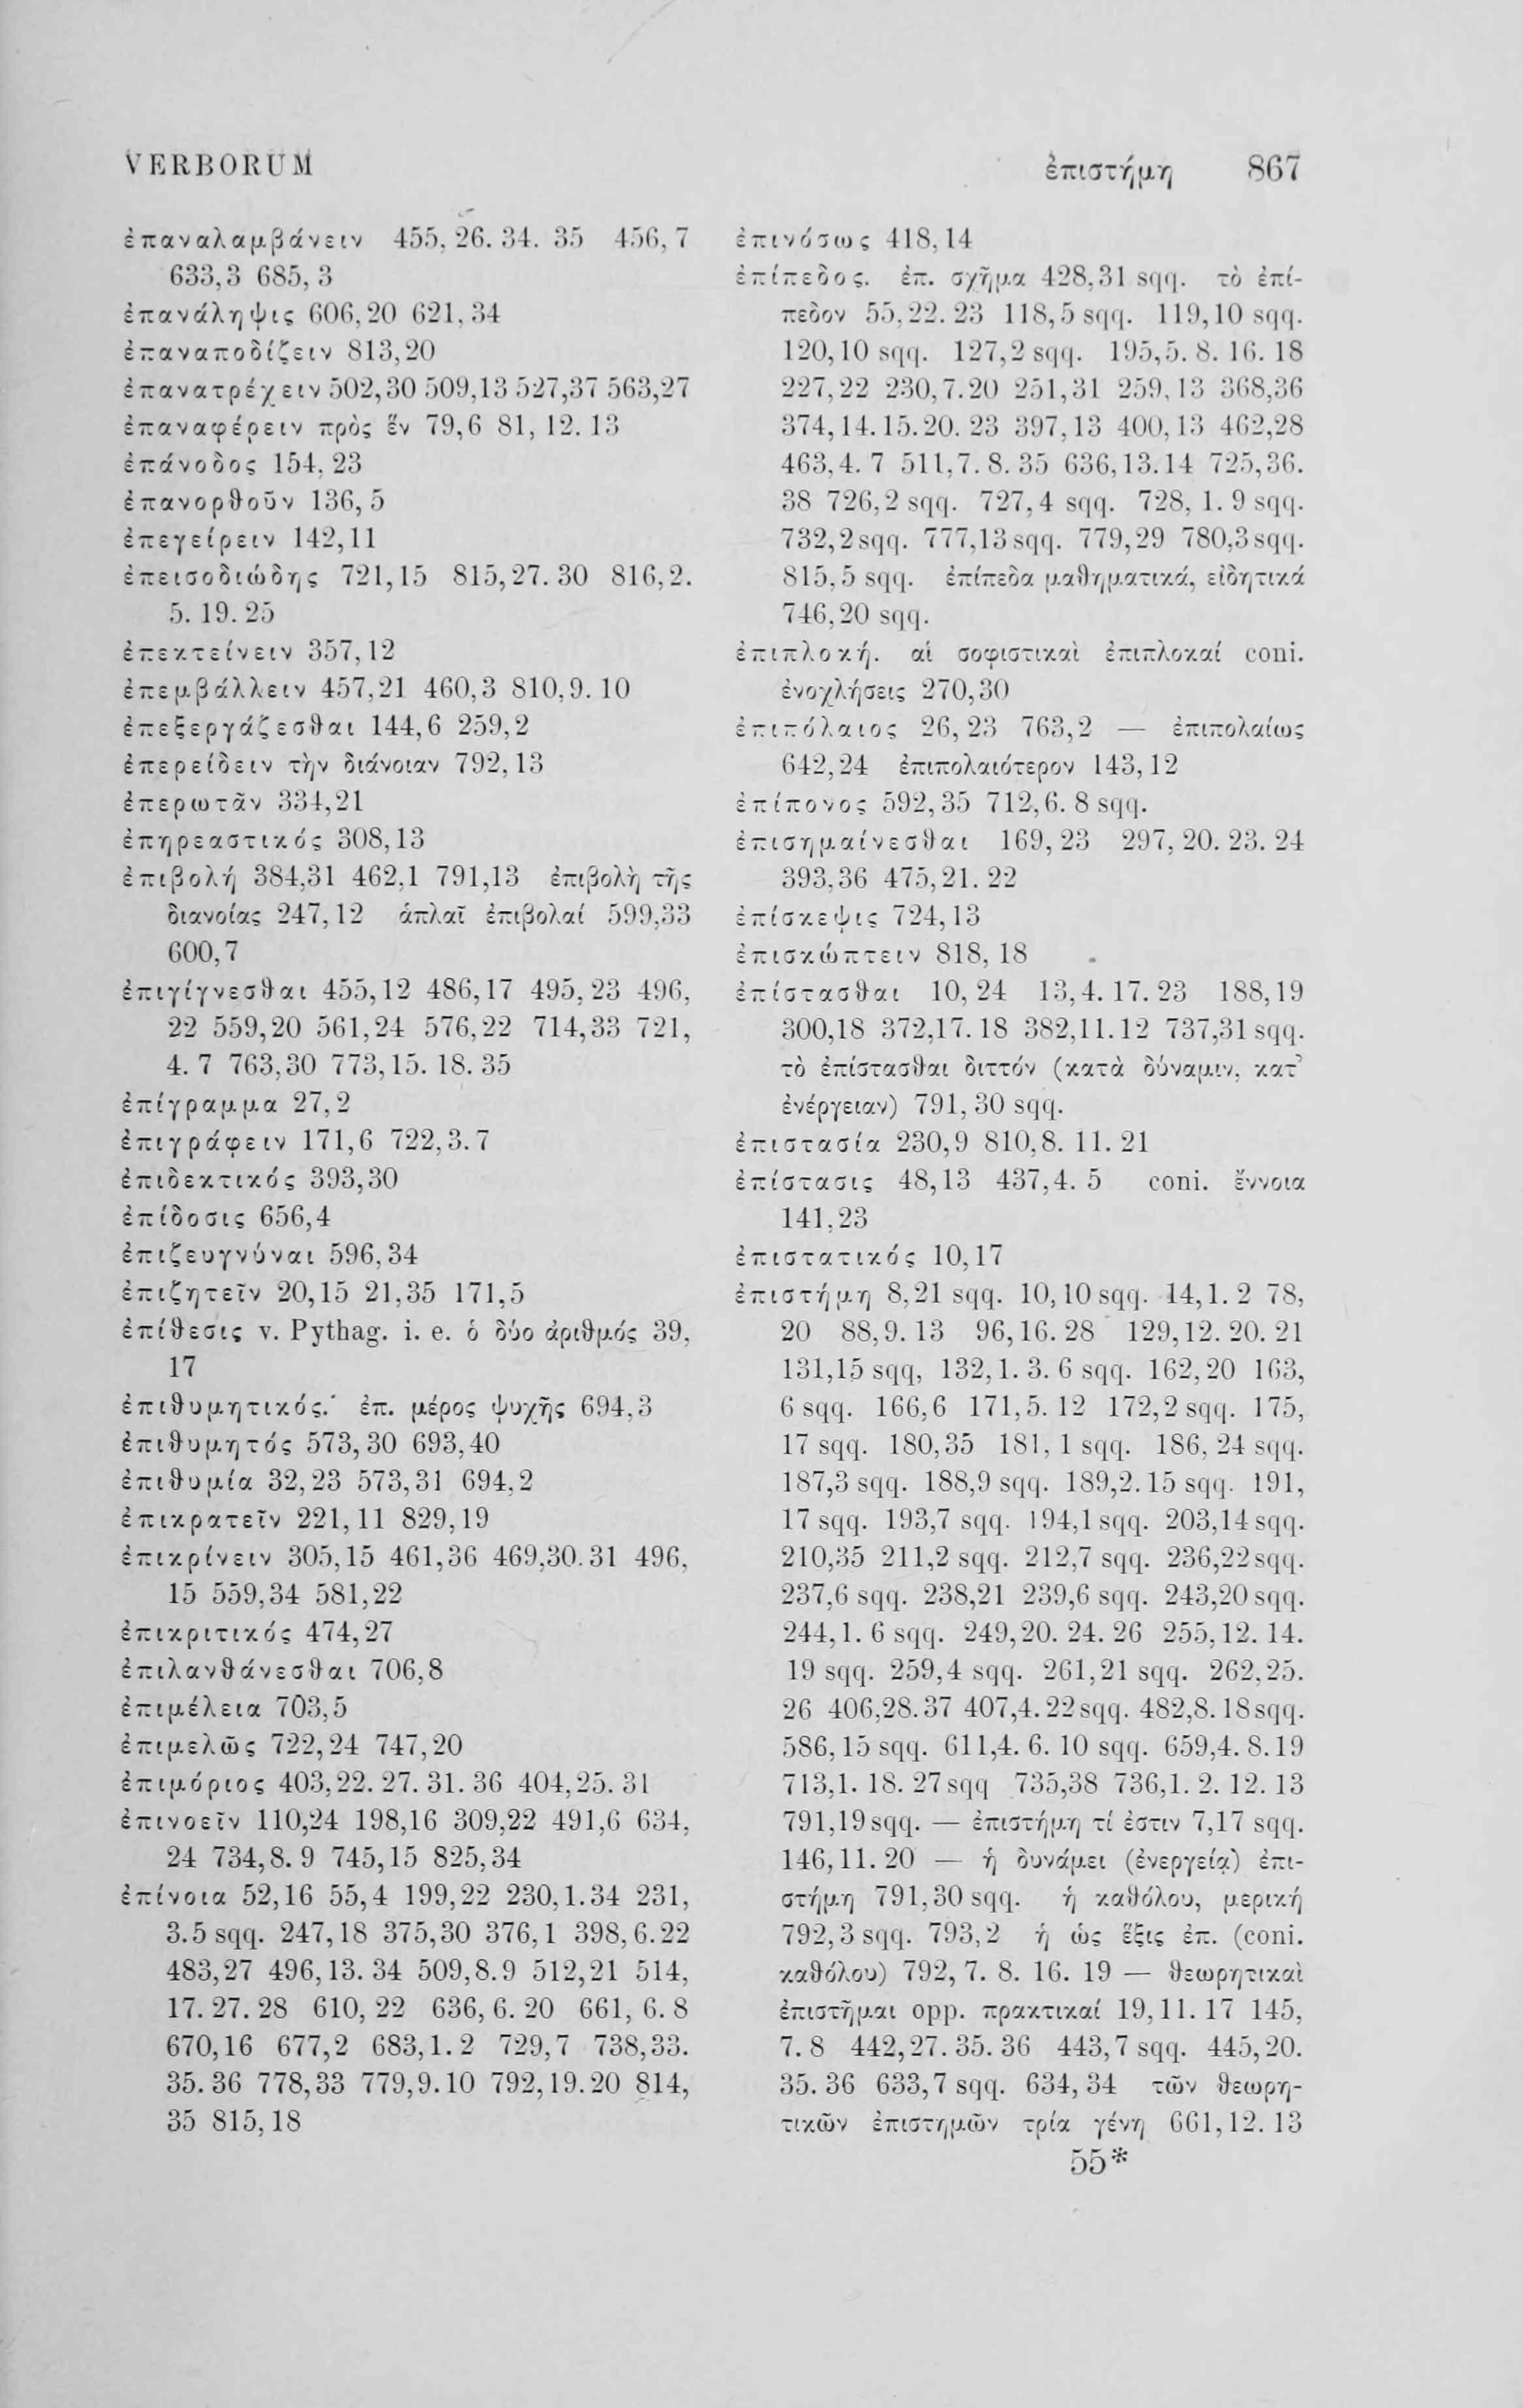 VERBORUM
ἐπιστήμη 867
ἐπαναλαμβάνειν 455, 26. 34. 35 456, 7
633,3 685, 3
ἐπανάληψις 606,20 621,34
ἐπαναποδίζειν 813,20
ἐπανατρέχειν 502,30 509,13 527,37 563,27
ἐπαναφέρειν πρὸς ἕν 79,6 81, 12. 13
ἐπάνοδος 154, 23
ἐπανορθοῦν 136, 5
ἐπεγείρειν 142,11
ἐπεισοδιώδης 721,15 815,27. 30 816,2.
5. 19. 25
ἐπεκτείνειν 357,12
ἐπεμβάλλειν 457,21 460,3 810,9. 10
ἐπεξεργάζεσθαι 144,6 259,2
ἐπερείδειν τὴν διάνοιαν 792,13
ἐπερωτᾶν 334,21
ἐπηρεαστικός 308,13
ἐπιβολή 384,31 462,1 791,13 ἐπιβολὴ τῆς
διανοίας 247,12 ἁπλαῖ ἐπιβολαί 599,33
600,7
ἐπιγίγνεσθαι 455,12 486,17 495,23 496,
22 559,20 561,24 576,22 714,33 721,
4. 7 763,30 773,15. 18. 35
ἐπίγραμμα 27,2
ἐπιγράφειν 171,6 722,3. 7
ἐπιδεκτικός 393,30
ἐπίδοσις 656,4
ἐπιζευγνύναι 596,34
ἐπιζητεῖν 20,15 21,35 171,5
ἐπίθεσις v. Pythag. i. e. ὁ δύο ἀριθμός 39,
17
ἐπιθυμητικός. ἐπ. μέρος ψυχῆς 694,3
ἐπιθυμητός 573,30 693,40
ἐπιθυμία 32,23 573,31 694,2
ἐπικρατεῖν 221,11 829,19
ἐπικρίνειν 305,15 461,36 469,30. 31 496,
15 559,34 581,22
ἐπικριτικός 474,27
ἐπιλανθάνεσθαι 706,8
ἐπιμέλεια 703,5
ἐπιμελῶς 722,24 747,20
ἐπιμόριος 403,22. 27. 31. 36 404,25. 31
ἐπινοεῖν 110,24 198,16 309,22 491,6 634,
24 734,8. 9 745,15 825,34
ἐπίνοια 52,16 55,4 199,22 230,1. 34 231,
3. 5 sqq. 247,18 375,30 376,1 398,6. 22
483,27 496,13. 34 509,8. 9 512,21 514,
17. 27. 28 610, 22 636, 6. 20 661, 6. 8
670,16 677,2 683,1. 2 729,7 738,33.
35. 36 778,33 779,9. 10 792,19. 20 814,
35 815,18
ἐπινόσως 418,14
ἐπίπεδος. ἐπ. σχῆμα 428,31 sqq. τὸ ἐπί-
πεδον 55,22. 23 118,5 sqq. 119,10 sqq.
120,10 sqq. 127,2 sqq. 195,5. 8. 16. 18
227,22 230,7. 20 251,31 259,13 368,36
374,14. 15. 20. 23 397,13 400,13 462,28
463,4. 7 511,7. 8. 35 636,13. 14 725,36.
38 726,2 sqq. 727,4 sqq. 728, 1. 9 sqq.
732,2 sqq. 777,13 sqq. 779,29 780,3 sqq.
815,5 sqq. ἐπίπεδα μαθηματικά, εἰδητικά
746,20 sqq.
ἐπιπλοκή. αἱ σοφιστικαὶ ἐπιπλοκαί coni.
ἐνοχλήσεις 270,30
ἐπιπόλαιος 26, 23 763,2 — ἐπιπολαίως
642,24 ἐπιπολαιότερον 143,12
ἐπίπονος 592,35 712,6. 8 sqq.
ἐπισημαίνεσθαι 169,23 297, 20. 23. 24
393,36 475,21. 22
ἐπίσκεψις 724,13
ἐπισκώπτειν 818, 18
ἐπίστασθαι 10, 24 13,4. 17. 23 188,19
300,18 372,17. 18 382,11. 12 737,31 sqq.
τὸ ἐπίστασθαι διττόν (κατὰ δύναμιν, κατ’
ἐνέργειαν) 791, 30 sqq.
ἐπιστασία 230,9 810,8. 11. 21
ἐπίστασις 48,13 437,4. 5 coni. ἔννοια
141,23
ἐπιστατικός 10,17
ἐπιστήμη 8,21 sqq. 10,10 sqq. 14,1. 2 78,
20 88,9. 13 96,16. 28 129,12. 20. 21
131,15 sqq, 132,1. 3. 6 sqq. 162,20 163,
6 sqq. 166,6 171,5. 12 172,2 sqq. 175,
17 sqq. 180,35 181, 1 sqq. 186, 24 sqq.
187,3 sqq. 188,9 sqq. 189,2. 15 sqq. 191,
17 sqq. 193,7 sqq. 194,1 sqq. 203,14 sqq.
210,35 211,2 sqq. 212,7 sqq. 236,22 sqq.
237,6 sqq. 238,21 239,6 sqq. 243,20 sqq.
244,1. 6 sqq. 249,20. 24. 26 255,12. 14.
19 sqq. 259,4 sqq. 261,21 sqq. 262,25.
26 406,28. 37 407,4. 22 sqq. 482,8. 18 sqq.
586,15 sqq. 611,4. 6. 10 sqq. 659,4. 8. 19
713,1. 18. 27 sqq 735,38 736,1. 2. 12. 13
791,19 sqq. — ἐπιστήμη τί ἐστιν 7,17 sqq.
146,11. 20 — ἡ δυνάμει (ἐνεργείᾳ) ἐπι-
στήμη 791,30 sqq. ἡ καθόλου, μερική
792, 3 sqq. 793,2 ἡ ὡς ἕξις ἐπ. (coni.
καθόλου) 792, 7. 8. 16. 19 — θεωρητικαὶ
ἐπιστῆμαι opp. πρακτικαί 19,11. 17 145,
7. 8 442,27. 35. 36 443,7 sqq. 445,20.
35. 36 633,7 sqq. 634, 34 τῶν θεωρη-
τικῶν ἐπιστημῶν τρία γένη 661,12. 13
55*